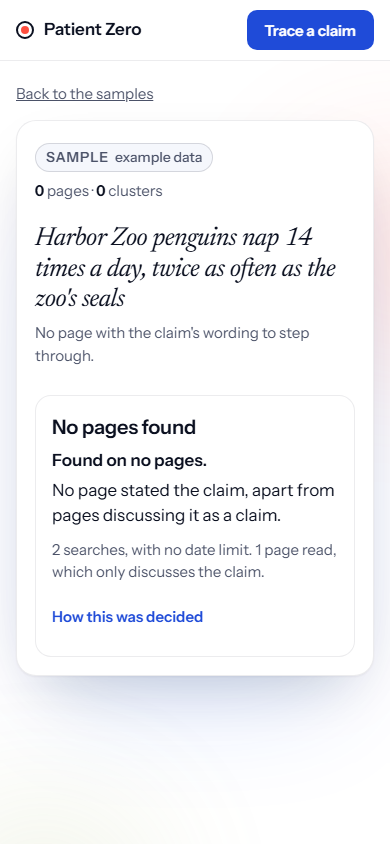 Patient Zero
Trace a claim
Back to the samples
SAMPLE example data
0 pages · 0 clusters
Harbor Zoo penguins nap 14
times a day, twice as often as the
zoo's seals
No page with the claim's wording to step
through.
No pages found
Found on no pages.
No page stated the claim, apart from
pages discussing it as a claim.
2 searches, with no date limit. 1 page read,
which only discusses the claim.
How this was decided